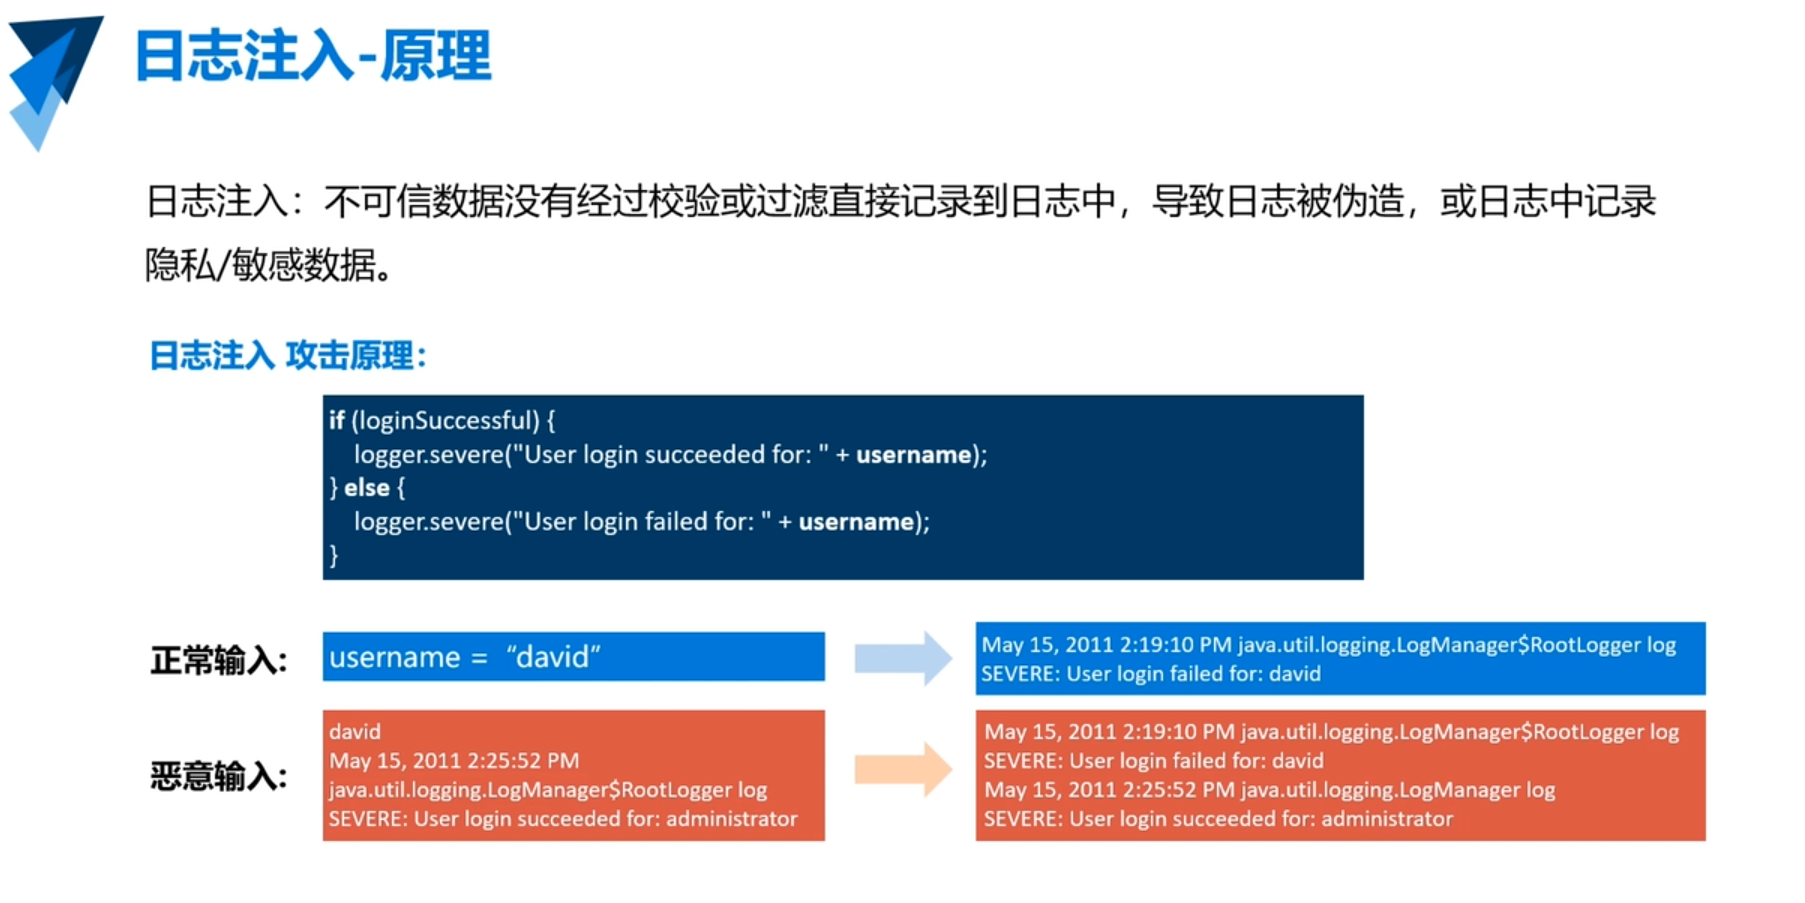 日志注入-原理
日志注入：不可信数据没有经过校验或过滤直接记录到日志中，导致日志被伪造，或日志中记录
隐私/敏感数据。
日志注入 攻击原理：
if (loginSuccessful) {
logger.severe("User login succeeded for: " + username);
} else {
logger.severe("User login failed for: " + username);
}
正常输入:
username = “david”
May 15, 2011 2:19:10 PM java.util.logging.LogManager$RootLogger log
SEVERE: User login failed for: david
恶意输入:
david
May 15, 2011 2:25:52 PM
java.util.logging.LogManager$RootLogger log
SEVERE: User login succeeded for: administrator
May 15, 2011 2:19:10 PM java.util.logging.LogManager$RootLogger log
SEVERE: User login failed for: david
May 15, 2011 2:25:52 PM java.util.logging.LogManager log
SEVERE: User login succeeded for: administrator